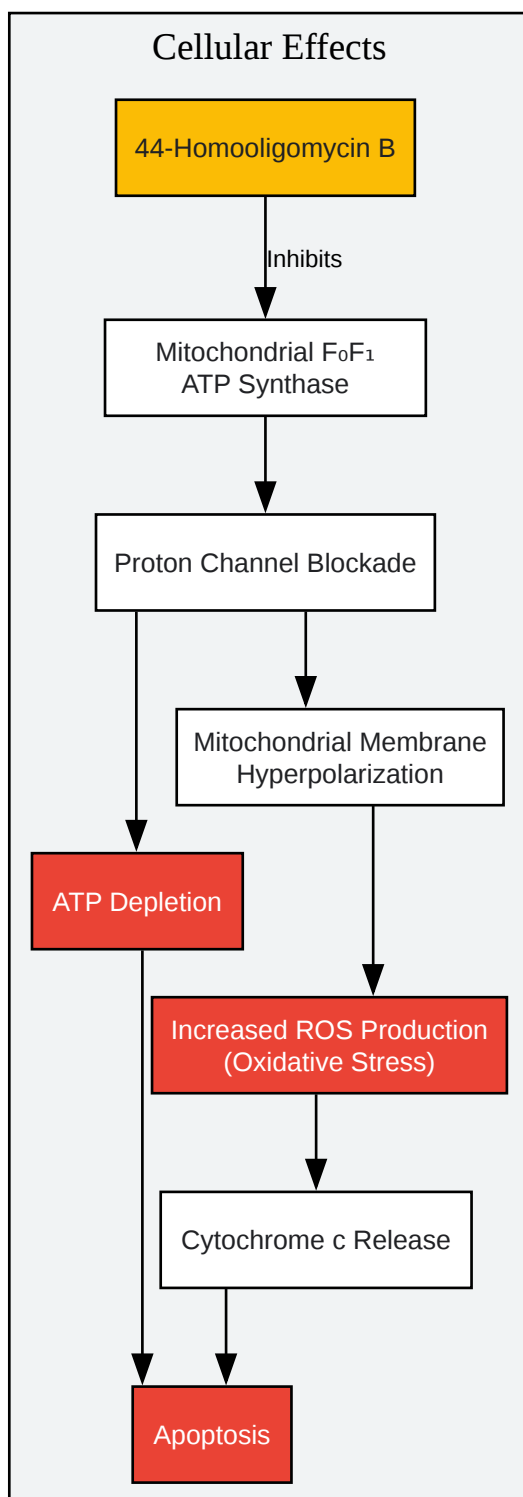 Cellular Effects
44-Homooligomycin B
Inhibits
Mitochondrial F₀F₁
ATP Synthase
Proton Channel Blockade
Mitochondrial Membrane
Hyperpolarization
ATP Depletion
Increased ROS Production
(Oxidative Stress)
Cytochrome c Release
Apoptosis